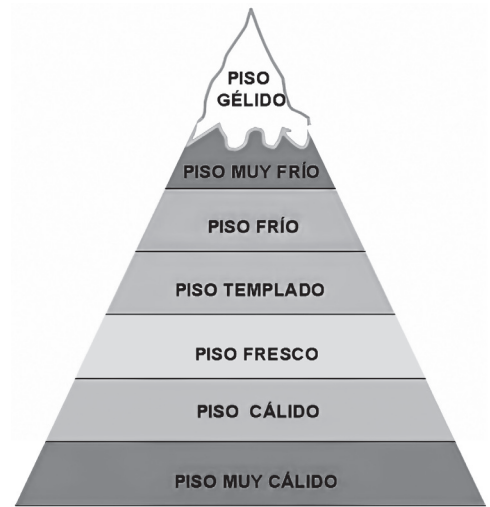 PISO
GÉLIDO
PISO MUY FRÍO
PISO FRÍO
PISO TEMPLADO
PISO FRESCO
PISO CÁLIDO
PISO MUY CÁLIDO